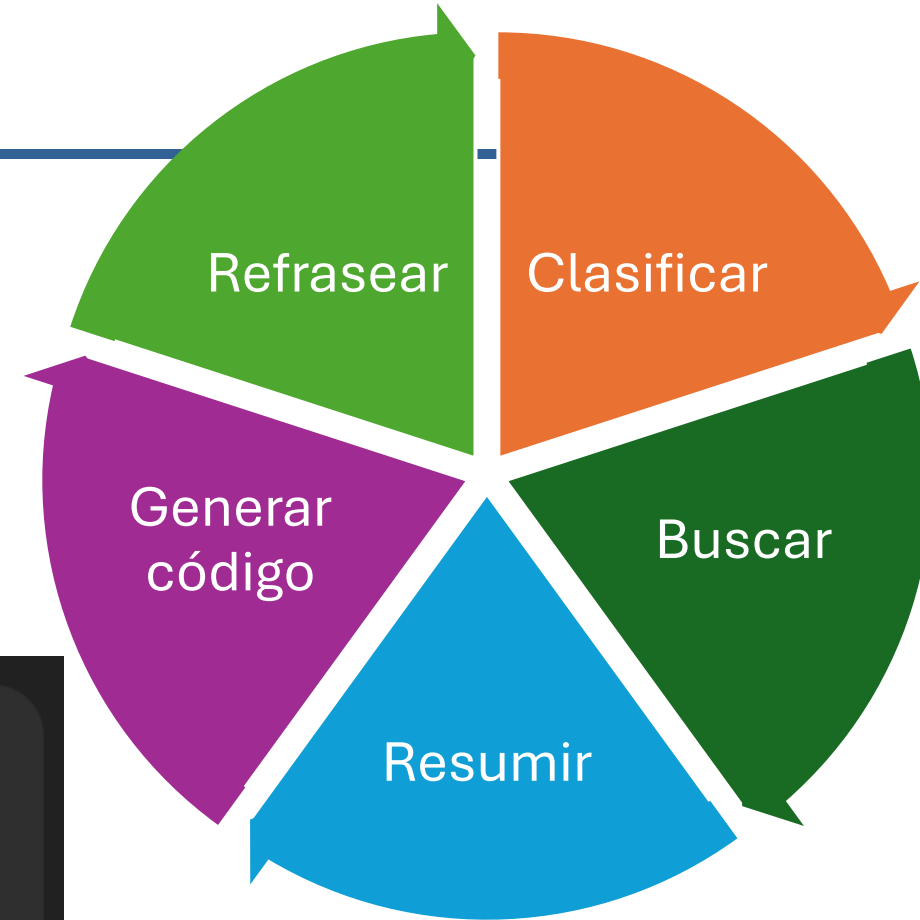 Refrasear
Clasificar
Buscar
Resumir
Generar
código